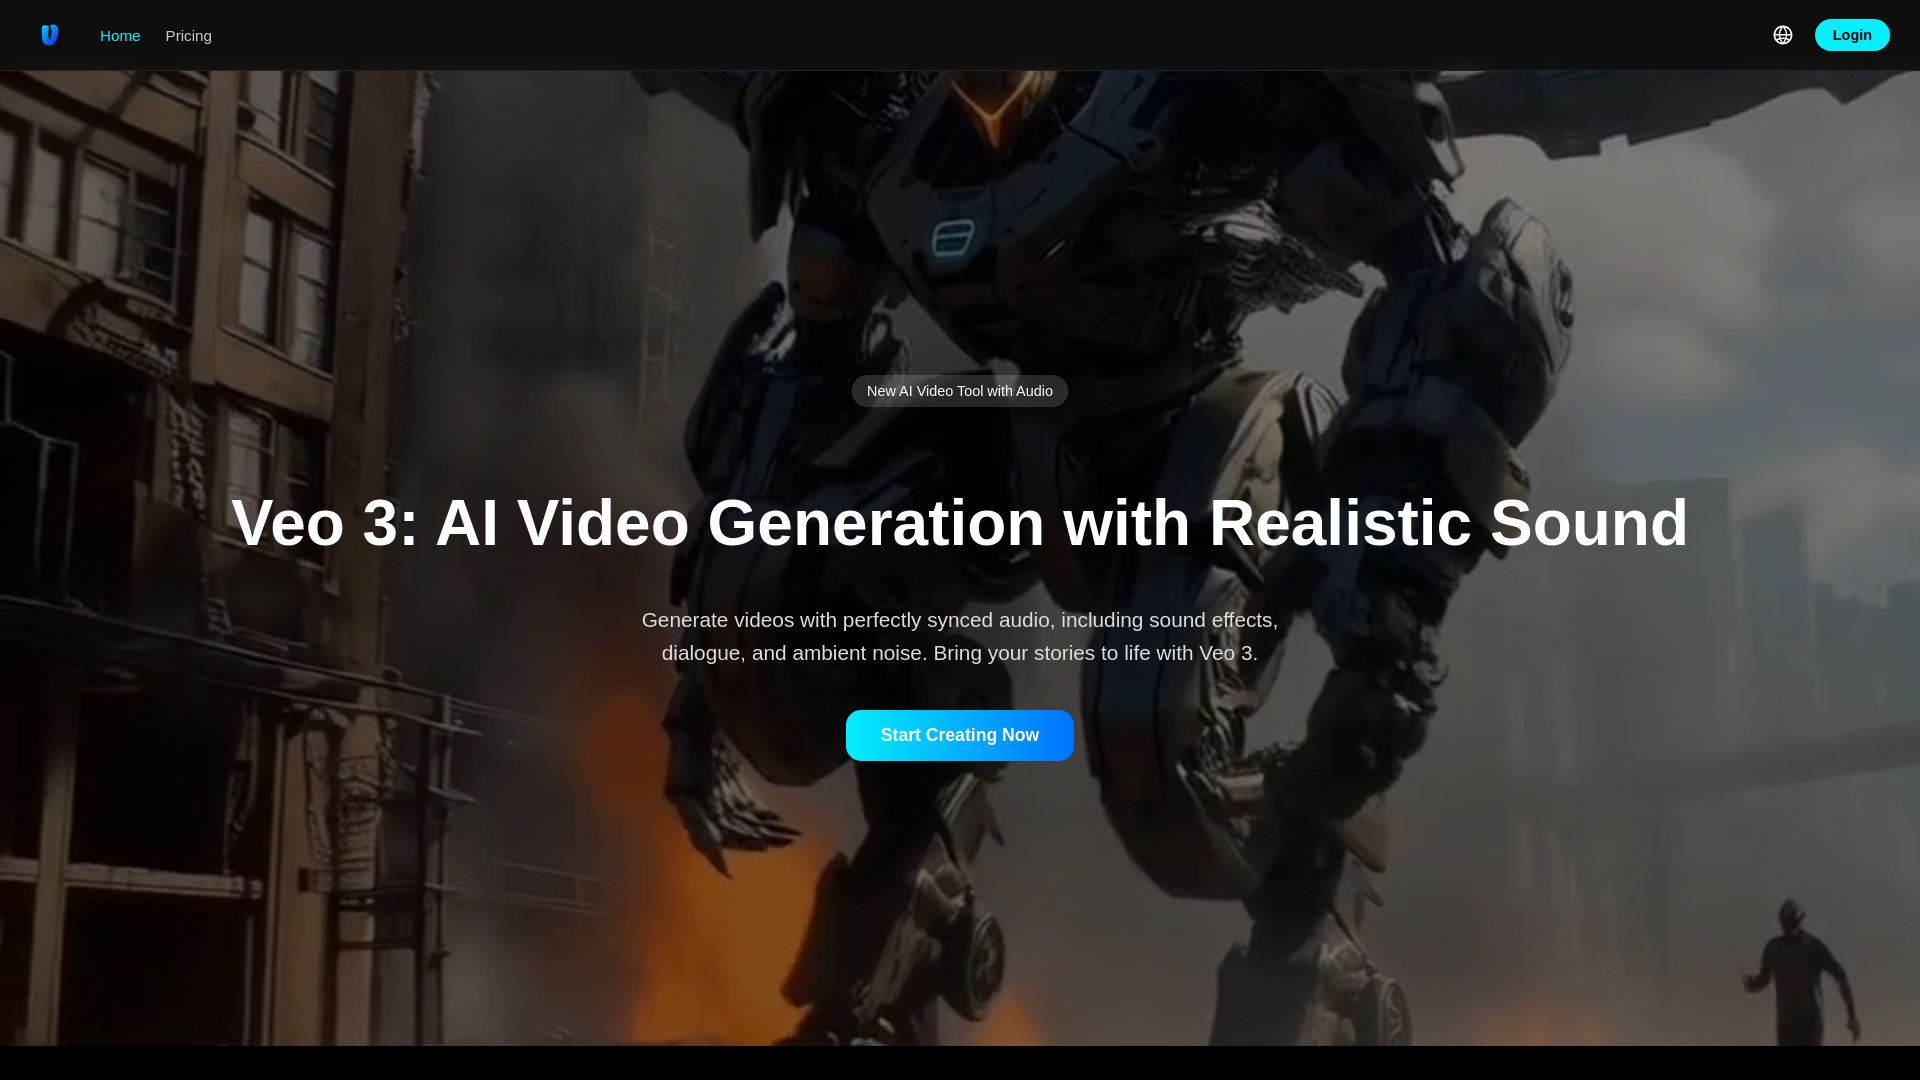 Home
Pricing
Login
New AI Video Tool with Audio
Veo 3: AI Video Generation with Realistic Sound
Generate videos with perfectly synced audio, including sound effects,
dialogue, and ambient noise. Bring your stories to life with Veo 3.
Start Creating Now